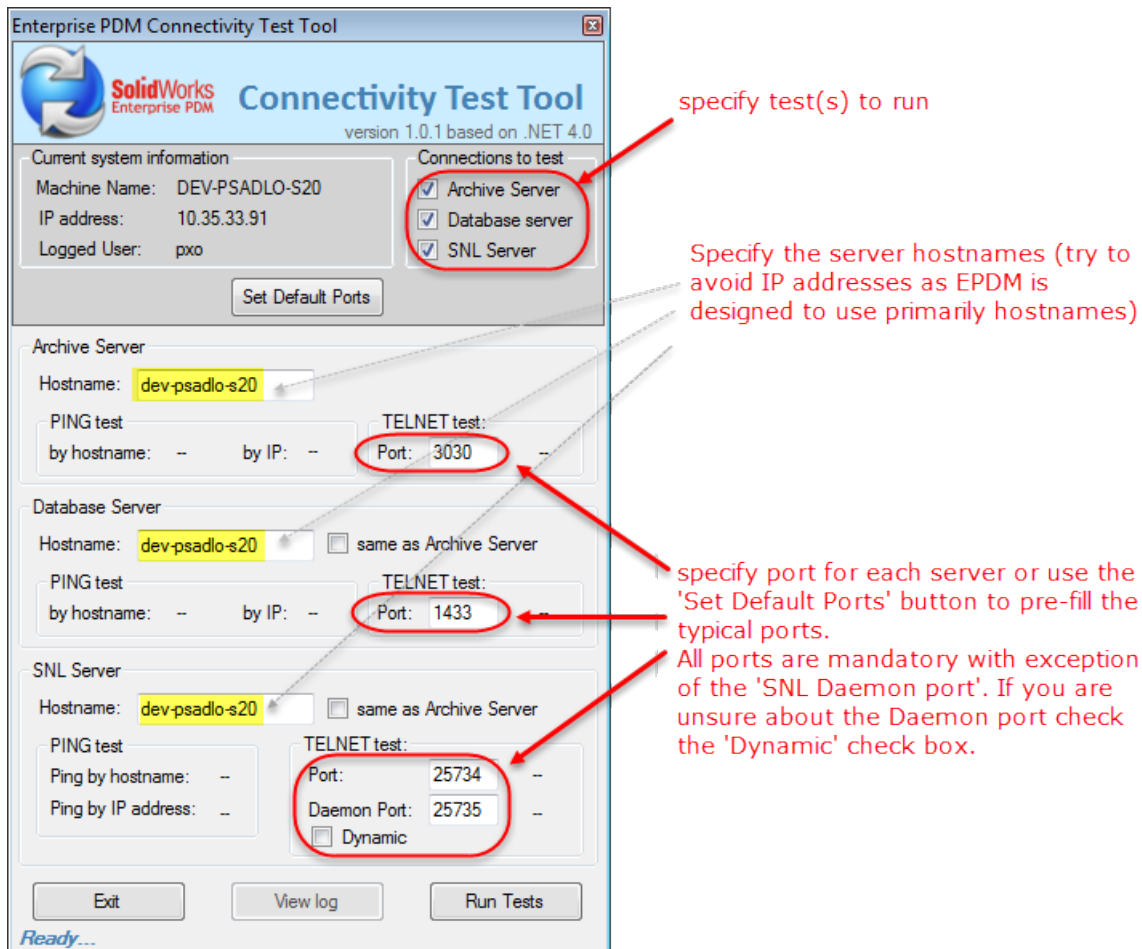 Enterprise PDM Connectivity Test Tool
SolidWorks
Enterprise PDM
Connectivity Test Tool
version 1.0.1 based on .NET 4.0
Current system information
Machine Name: DEV-PSADLO-S20
IP address: 10.35.33.91
Logged User: pxo
Connections to test
Archive Server
Database server
SNL Server
Set Default Ports
Archive Server
Hostname: dev-psadlo-s20
PING test
by hostname: -- by IP: --
TELNET test:
Port: 3030 --
Database Server
Hostname: dev-psadlo-s20 same as Archive Server
PING test
by hostname: -- by IP: --
TELNET test:
Port: 1433 --
SNL Server
Hostname: dev-psadlo-s20 same as Archive Server
PING test
Ping by hostname: --
Ping by IP address: --
TELNET test:
Port: 25734 --
Daemon Port: 25735 --
Dynamic
Exit View log Run Tests
Ready...
specify test(s) to run
Specify the server hostnames (try to
avoid IP addresses as EPDM is
designed to use primarily hostnames)
specify port for each server or use the
'Set Default Ports' button to pre-fill the
typical ports.
All ports are mandatory with exception
of the 'SNL Daemon port'. If you are
unsure about the Daemon port check
the 'Dynamic' check box.